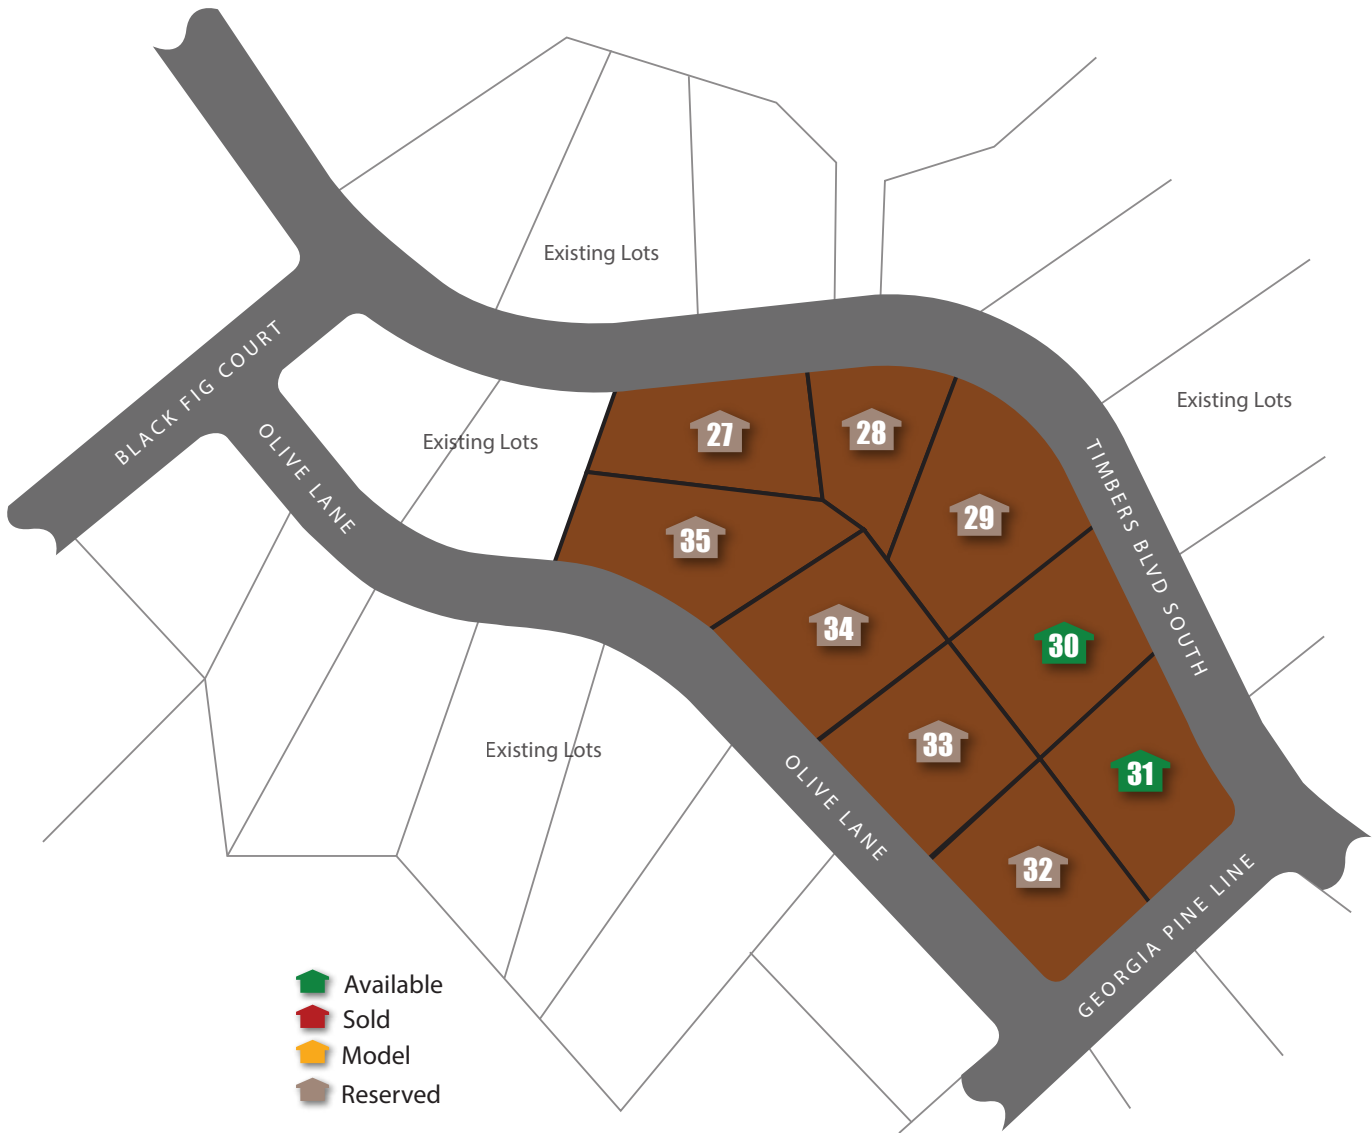 Existing Lots
BLACK FIG COURT
OLIVE LANE
Existing Lots
Existing Lots
TIMBERS BLVD SOUTH
27
28
29
35
34
30
33
31
32
Existing Lots
OLIVE LANE
GEORGIA PINE LINE
Available
Sold
Model
Reserved